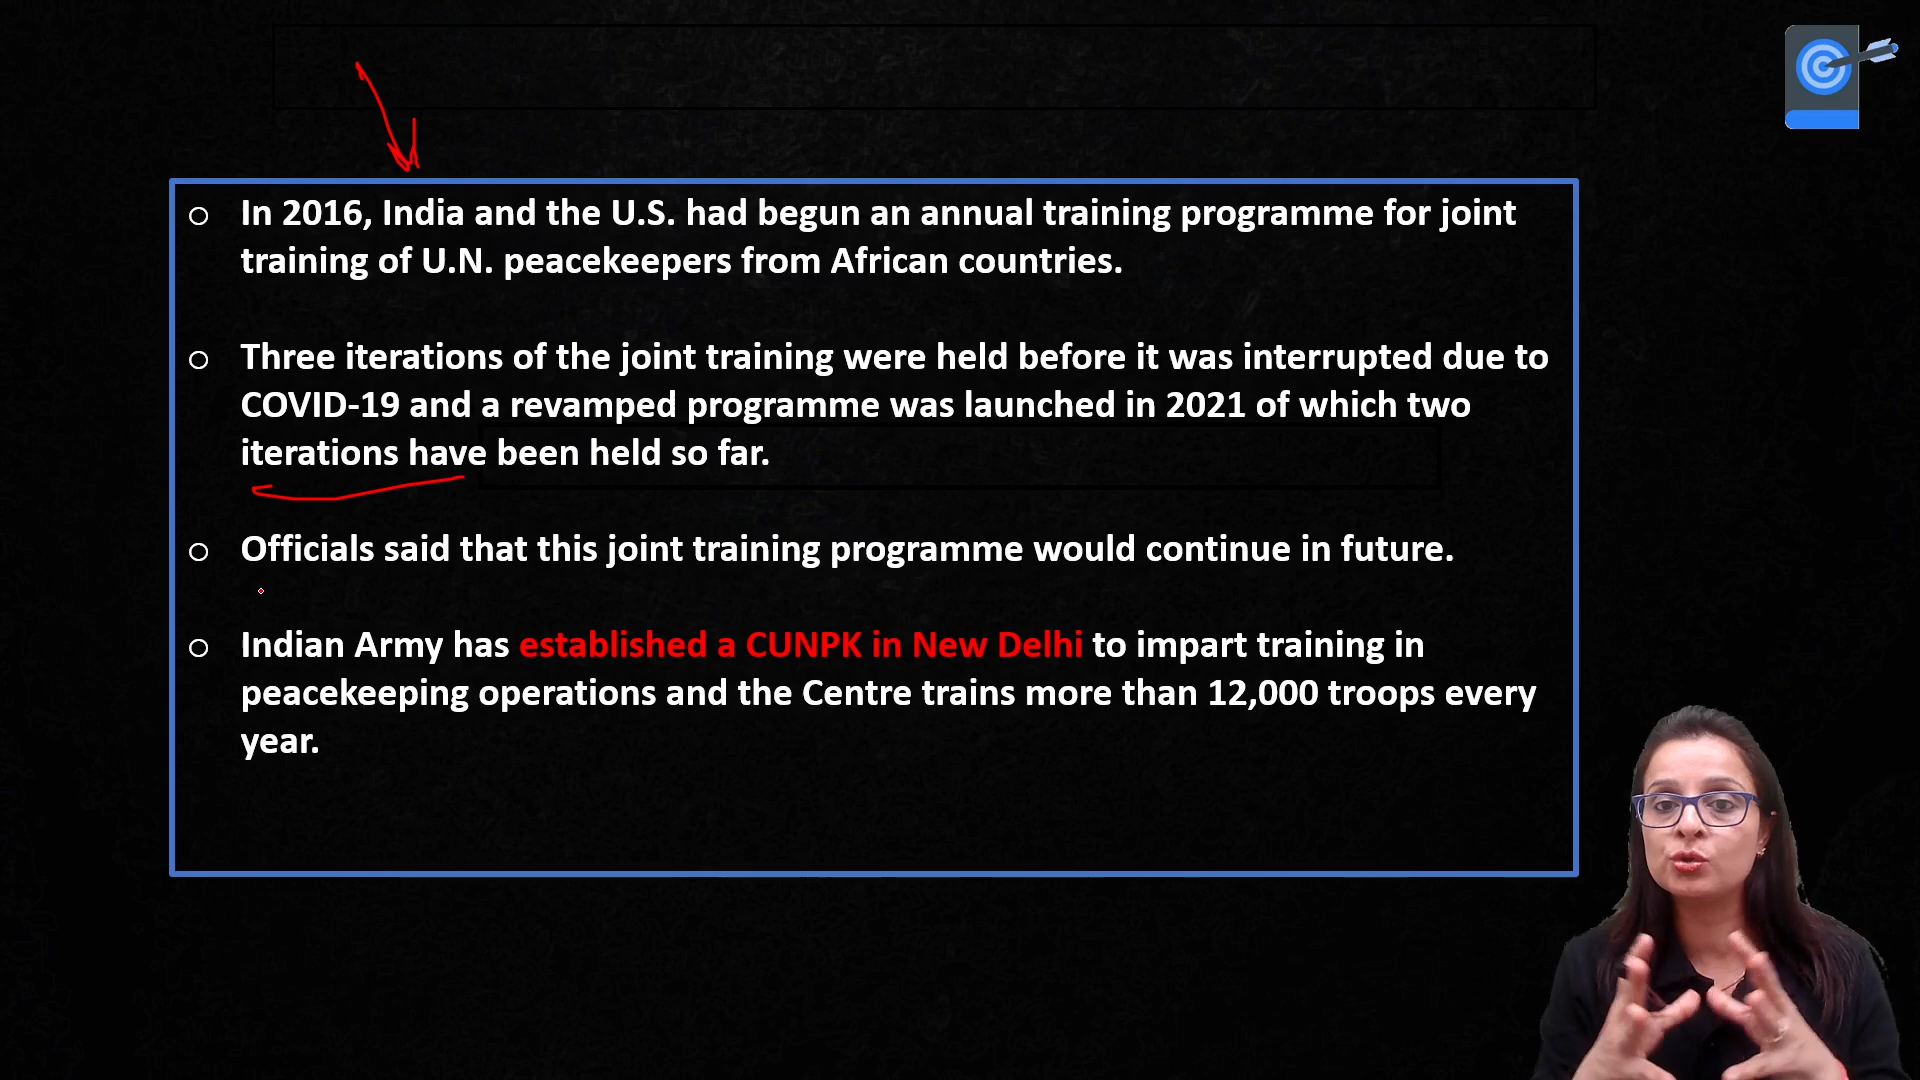 In 2016, India and the U.S. had begun an annual training programme for joint
training of U.N. peacekeepers from African countries.
Three iterations of the joint training were held before it was interrupted due to
COVID-19 and a revamped programme was launched in 2021 of which two
iterations have been held so far.
Officials said that this joint training programme would continue in future.
Indian Army has established a CUNPK in New Delhi to impart training in
peacekeeping operations and the Centre trains more than 12,000 troops every
year.